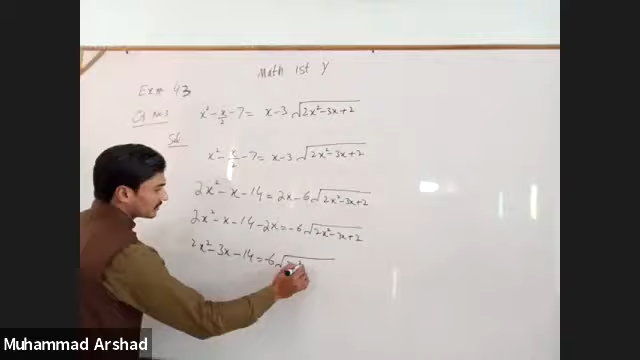 Math 1st Y
Ex# 4.3
Q No 1
x² - x/2 - 7 = x - 3 √2x² - 3x + 2
Sol:
x² - x/2 - 7 = x - 3 √2x² - 3x + 2
2x² - x - 14 = 2x - 6 √2x² - 3x + 2
2x² - x - 14 - 2x = -6 √2x² - 3x + 2
2x² - 3x - 14 = -6 √2x²
Muhammad Arshad